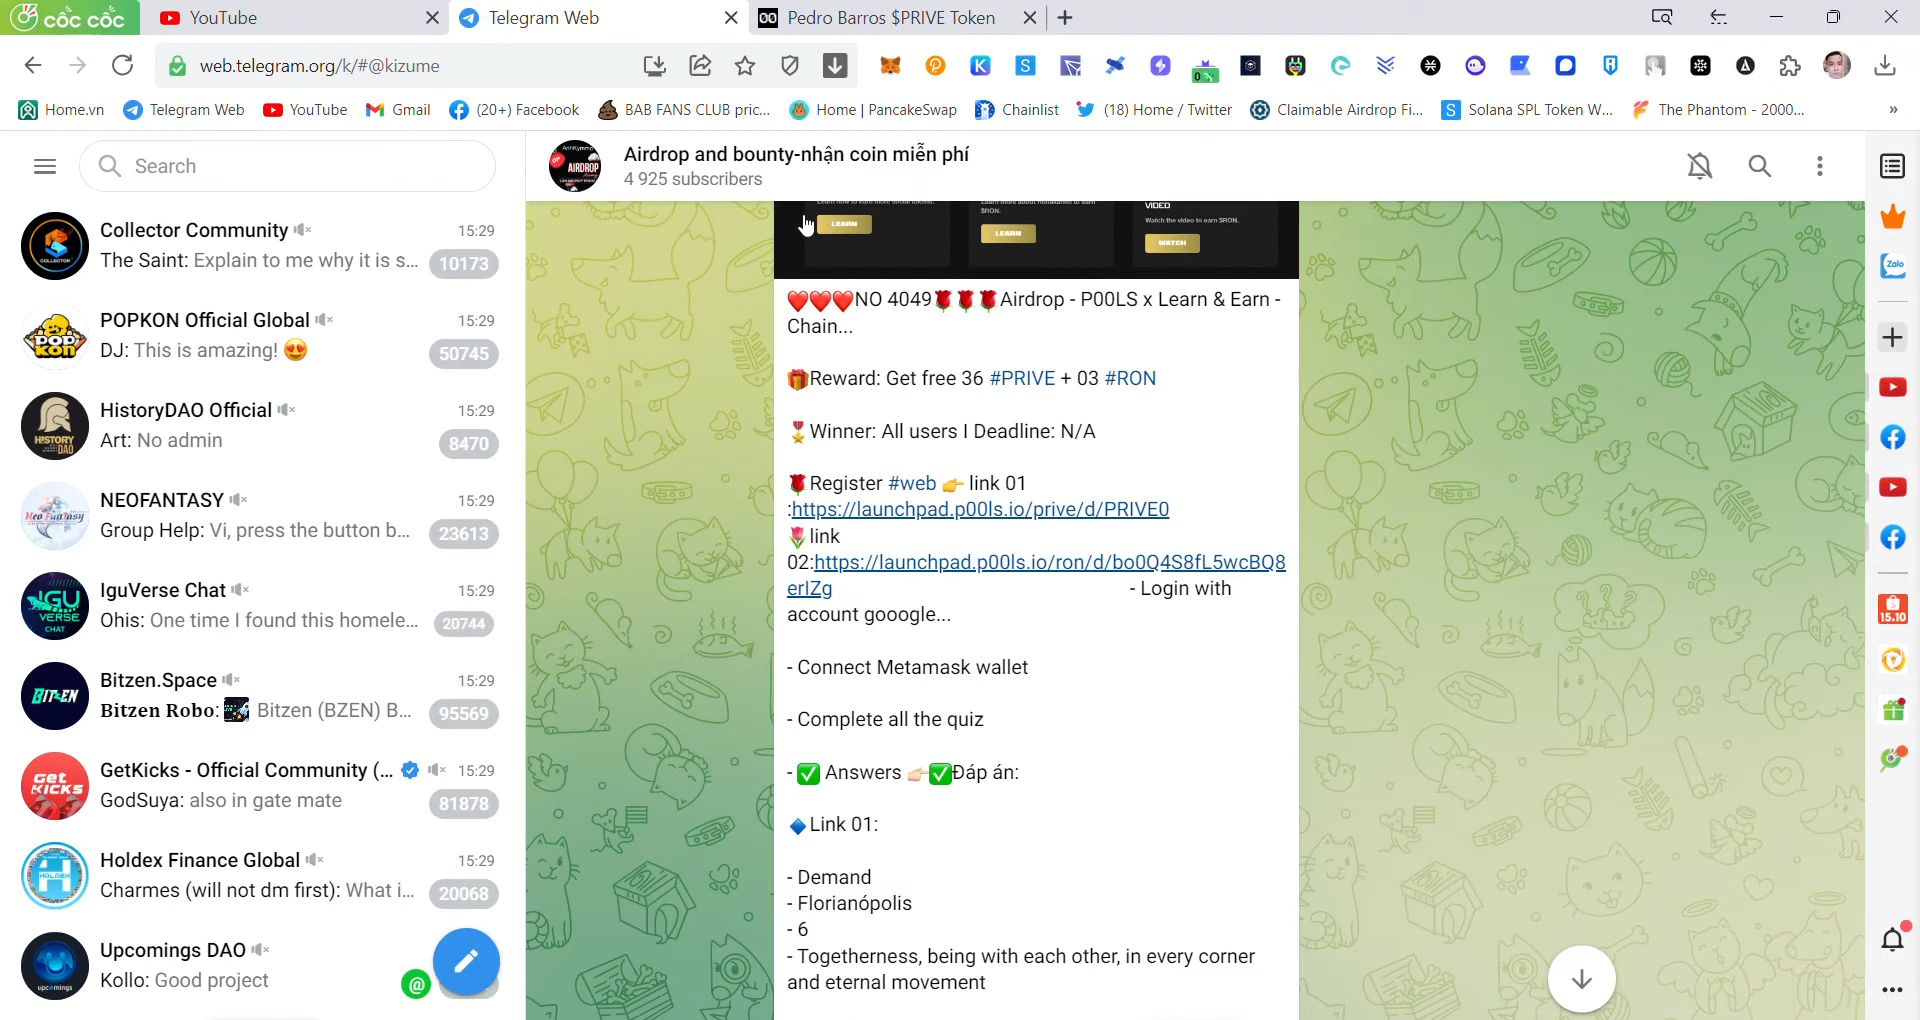 cốc cốc
YouTube
Telegram Web
Pedro Barros $PRIVE Token
web.telegram.org/k/#@kizume
Home.vn
Telegram Web
YouTube
Gmail
(20+) Facebook
BAB FANS CLUB pric...
Home | PancakeSwap
Chainlist
(18) Home / Twitter
Claimable Airdrop Fi...
Solana SPL Token W...
The Phantom - 2000...
»
Search
Collector Community
15:29
The Saint: Explain to me why it is s...
10173
POPKON Official Global
15:29
DJ: This is amazing! 😍
50745
HistoryDAO Official
15:29
Art: No admin
8470
NEOFANTASY
15:29
Group Help: Vi, press the button b...
23613
IguVerse Chat
15:29
Ohis: One time I found this homele...
20744
Bitzen.Space
15:29
Bitzen Robo: Bitzen (BZEN) B...
95569
GetKicks - Official Community (...
15:29
GodSuya: also in gate mate
81878
Holdex Finance Global
15:29
Charmes (will not dm first): What i...
20068
Upcomings DAO
Kollo: Good project
@
Airdrop and bounty-nhận coin miễn phí
4 925 subscribers
LEARN
$RON.
LEARN
VIDEO
Watch the video to earn $RON.
WATCH
❤️❤️❤️NO 4049🌹🌹🌹Airdrop - P00LS x Learn & Earn -
Chain...
🎁Reward: Get free 36 #PRIVE + 03 #RON
🎖Winner: All users I Deadline: N/A
🌹Register #web 👉 link 01
:https://launchpad.p00ls.io/prive/d/PRIVE0
🌷link
02:https://launchpad.p00ls.io/ron/d/bo0Q4S8fL5wcBQ8
erIZg - Login with
account gooogle...
- Connect Metamask wallet
- Complete all the quiz
-✅ Answers 👉🏻✅Đáp án:
🔹Link 01:
- Demand
- Florianópolis
- 6
- Togetherness, being with each other, in every corner
and eternal movement
Zalo
15.10